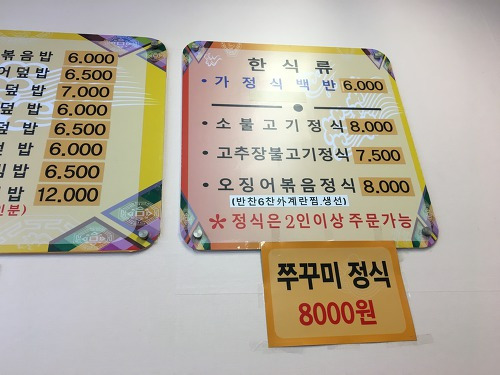 볶음밥 6.000
어덮밥 6.500
덮밥 7.000
덮밥 6.000
덮밥 6.500
밥 6.000
밥 6.500
밥 12.000
인분)
한식류
• 가정식백반 6.000
• 소불고기정식 8.000
• 고추장불고기정식 7.500
• 오징어볶음정식 8.000
(반찬6찬外계란찜.생선)
* 정식은 2인이상 주문가능
쭈꾸미 정식
8000원